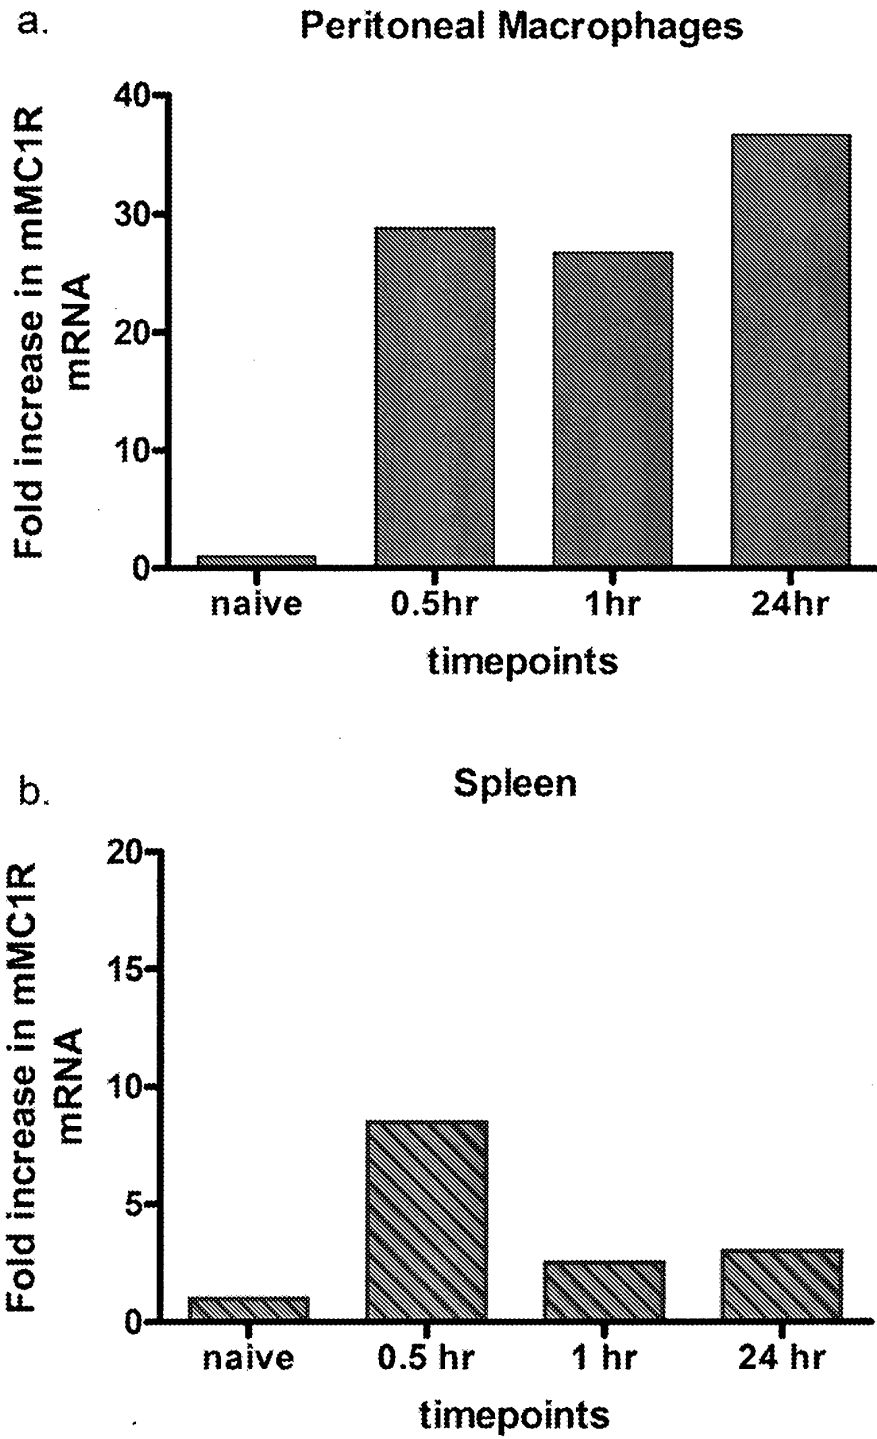 a.
Peritoneal Macrophages
Fold increase in mMC1R
mRNA
40
30
20
10
0
naive 0.5hr 1hr 24hr
timepoints
b.
Spleen
Fold increase in mMC1R
mRNA
20
15
10
5
0
naive 0.5 hr 1 hr 24 hr
timepoints